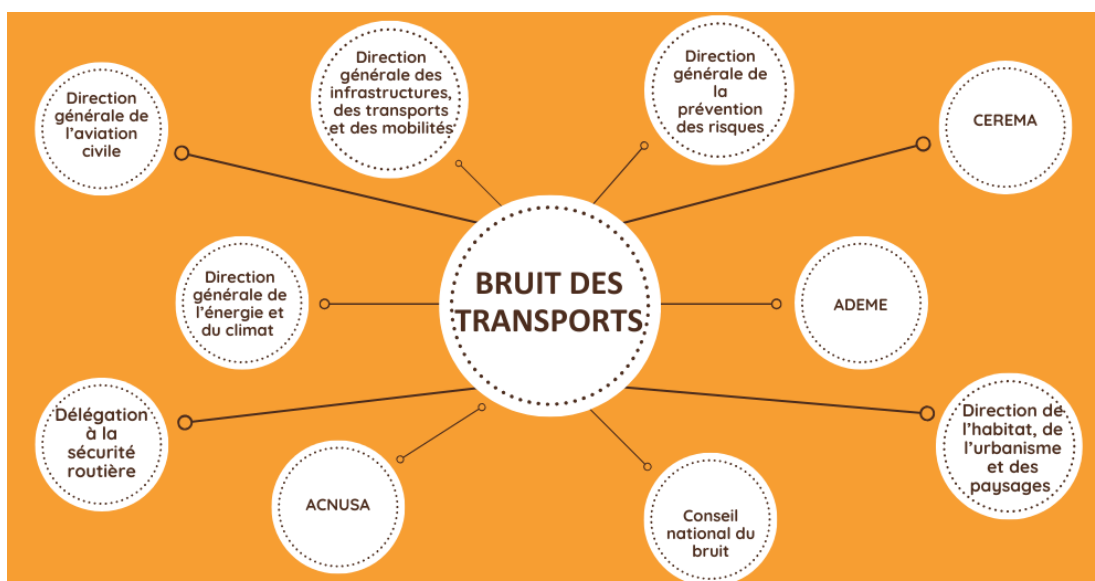 Direction
générale de
l'aviation
civile
Direction
générale des
infrastructures,
des transports
et des mobilités
Direction
générale de
la
prévention
des risques
CEREMA
Direction
générale de
l'énergie et
du climat
BRUIT DES
TRANSPORTS
ADEME
Délégation
à la
sécurité
routière
ACNUSA
Conseil
national du
bruit
Direction de
l'habitat, de
l'urbanisme
et des
paysages